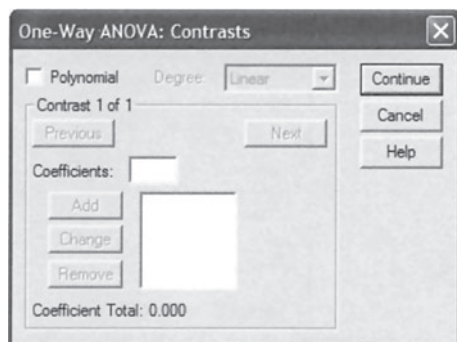 One-Way ANOVA: Contrasts
Polynomial Degree: Linear Continue
Contrast 1 of 1
Cancel
Previous Next
Help
Coefficients:
Add
Change
Remove
Coefficient Total: 0.000